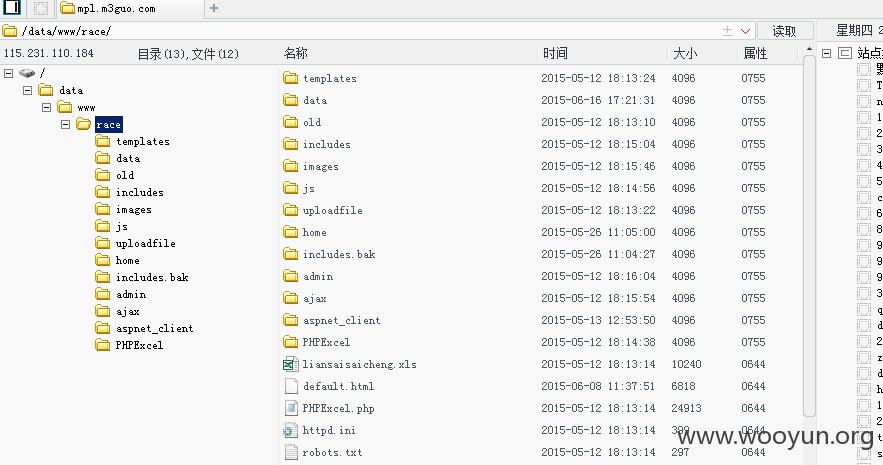 mpl.m3guo.com
/data/www/race/ 读取 星期四 2
115.231.110.184 目录(13),文件(12) 名称 时间 大小 属性 站点
/
data
www
race
templates
data
old
includes
images
js
uploadfile
home
includes.bak
admin
ajax
aspnet_client
PHPExcel
templates 2015-05-12 18:13:24 4096 0755
data 2015-06-16 17:21:31 4096 0755
old 2015-05-12 18:13:10 4096 0755
includes 2015-05-12 18:15:04 4096 0755
images 2015-05-12 18:15:46 4096 0755
js 2015-05-12 18:14:56 4096 0755
uploadfile 2015-05-12 18:13:22 4096 0755
home 2015-05-26 11:05:00 4096 0755
includes.bak 2015-05-26 11:04:27 4096 0755
admin 2015-05-12 18:16:04 4096 0755
ajax 2015-05-12 18:15:54 4096 0755
aspnet_client 2015-05-13 12:53:50 4096 0755
PHPExcel 2015-05-12 18:14:38 4096 0755
liansaisaicheng.xls 2015-05-12 18:13:14 10240 0644
default.html 2015-06-08 11:37:51 6818 0644
PHPExcel.php 2015-05-12 18:13:14 24913 0644
httpd.ini 2015-05-12 18:13:14 0644
robots.txt 2015-05-12 18:13:14 297 0644
www.wooyun.org